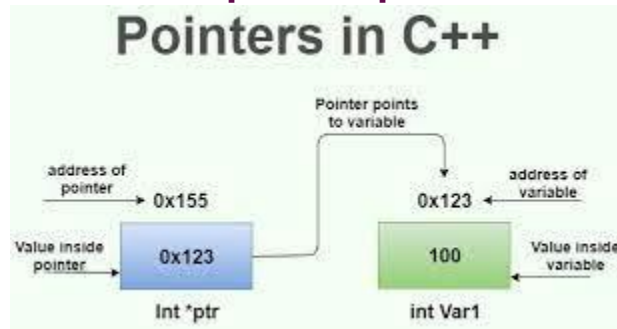 Pointers in C++
Pointer points
to variable
address of
pointer
0x155
0x123
address of
variable
Value inside
pointer
0x123
100
Value inside
variable
Int *ptr
int Var1